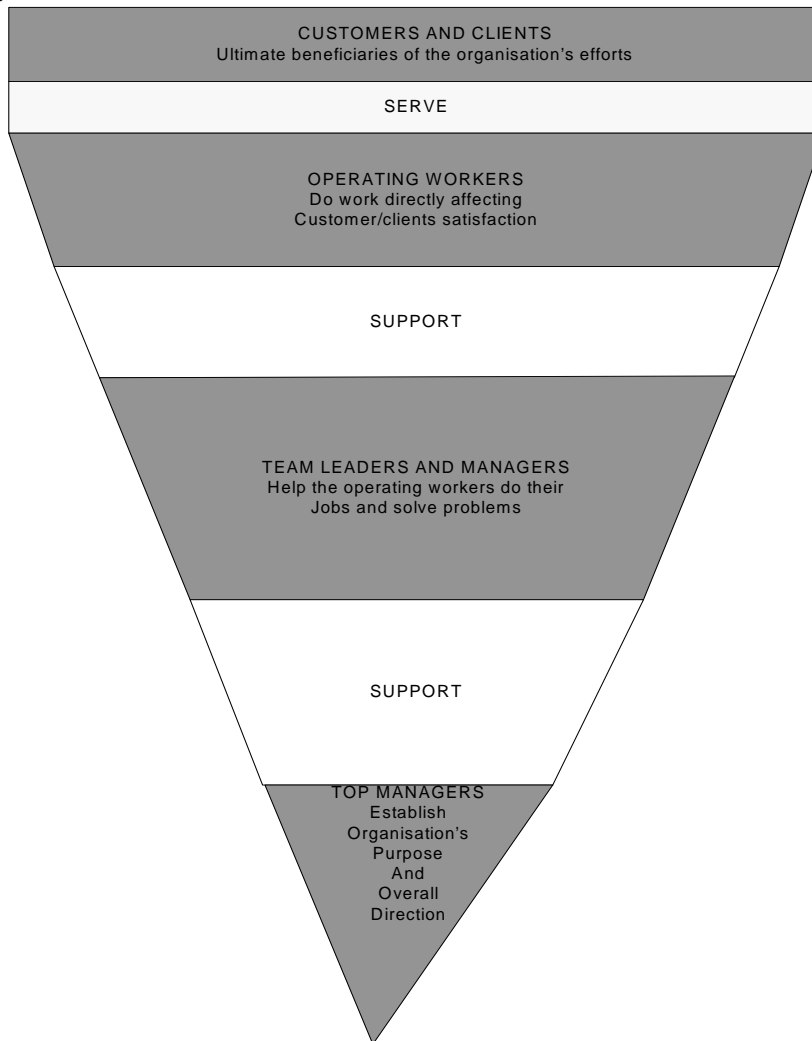 CUSTOMERS AND CLIENTS
Ultimate beneficiaries of the organisation's efforts
SERVE
OPERATING WORKERS
Do work directly affecting
Customer/clients satisfaction
SUPPORT
TEAM LEADERS AND MANAGERS
Help the operating workers do their
Jobs and solve problems
SUPPORT
TOP MANAGERS
Establish
Organisation's
Purpose
And
Overall
Direction